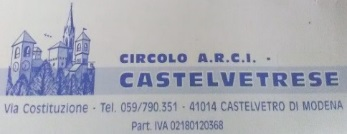 CIRCOLO A.R.C.I. •
CASTELVETRESE
Via Costituzione - Tel. 059/790.351 - 41014 CASTELVETRO DI MODENA
Part. IVA 02180120368